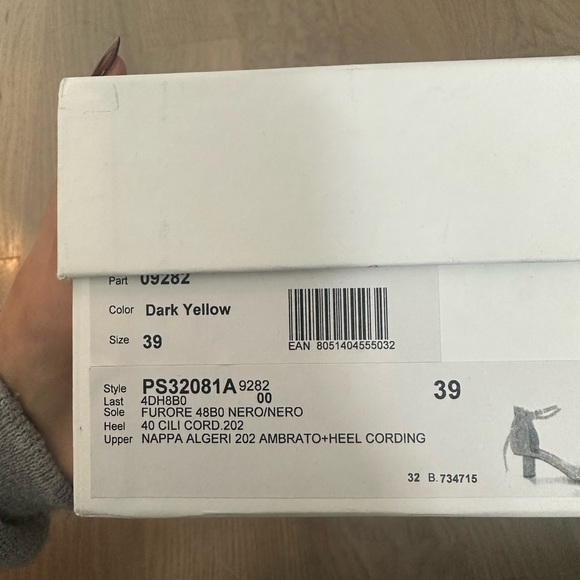 Part 09282
Color Dark Yellow
Size 39
EAN 8051404555032
Style PS32081A 9282 39
Last 4DH8B0 00
Sole FURORE 48B0 NERO/NERO
Heel 40 CILI CORD.202
Upper NAPPA ALGERI 202 AMBRATO+HEEL CORDING
32 B.734715